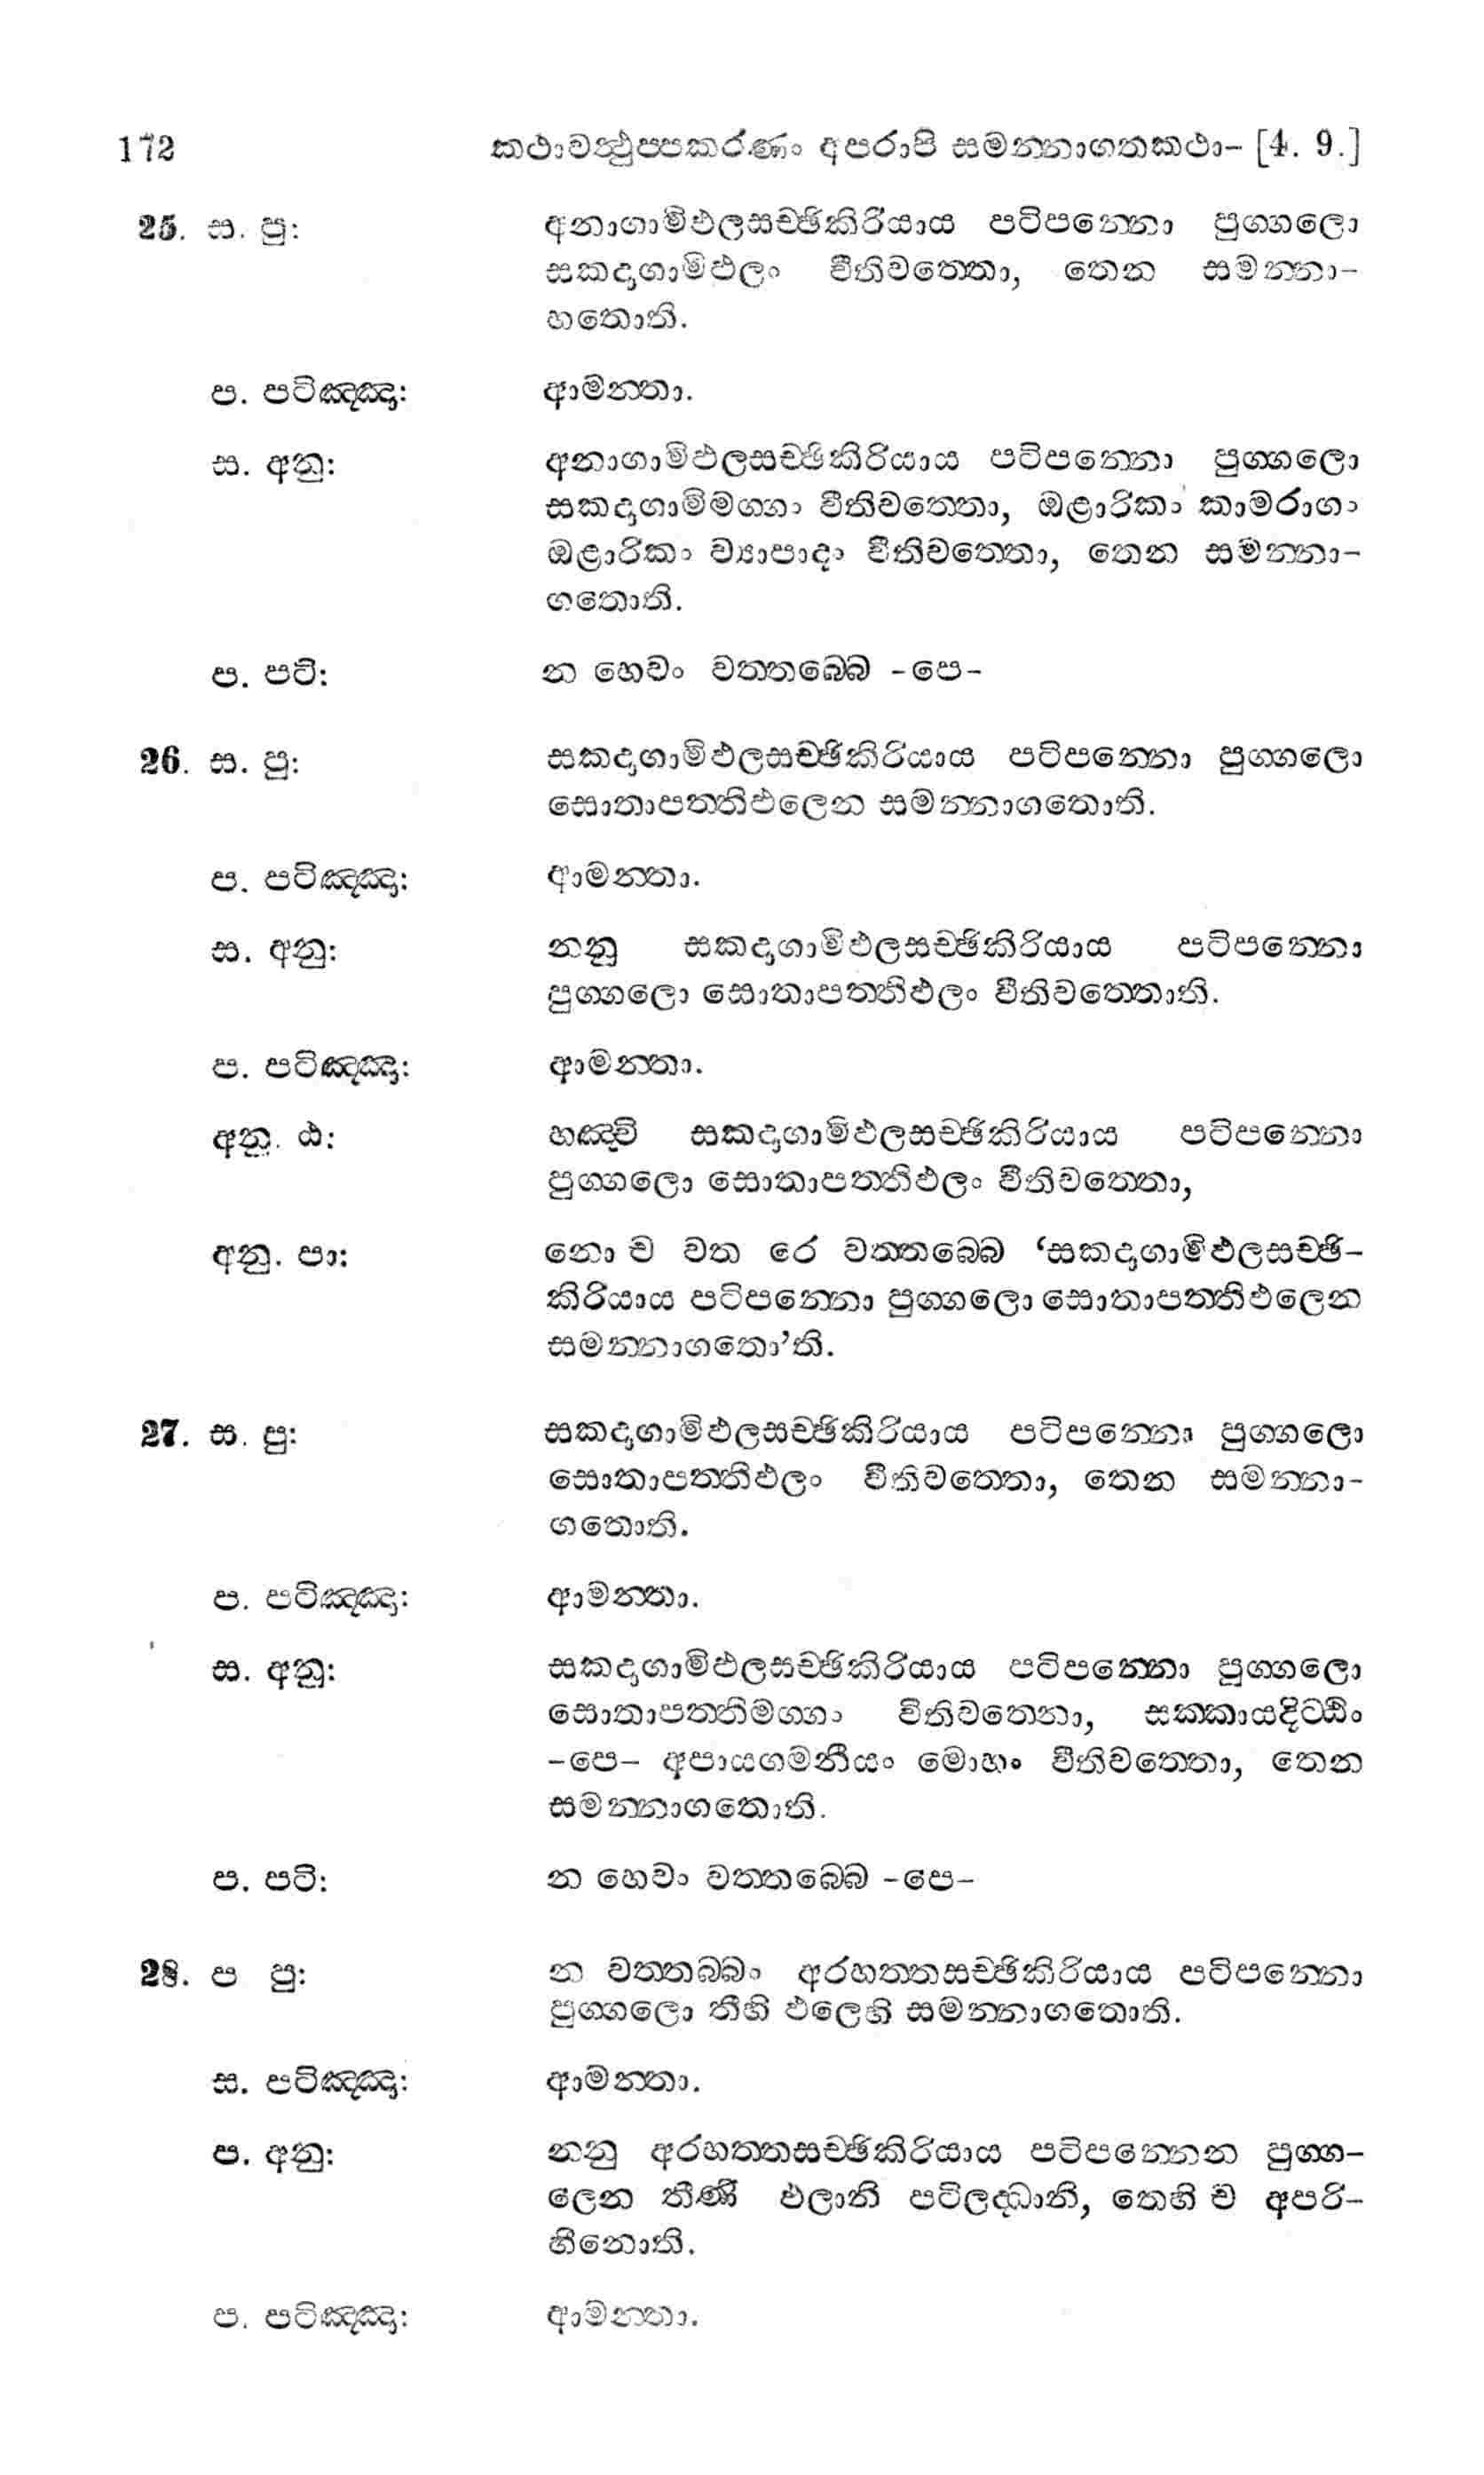 172 කථාවත්‍ථුප්පකරණං අපරාපි සමන්නාගතකථා- [4. 9.]
25. ස. පු: අනාගාමිඵලසච්ඡිකිරියාය පටිපන්නො පුග්ගලො
සකදාගාමිඵලං වීතිවත්තො, තෙන සමන්නා-
හතොති.
ප. පටිඤ්ඤා: ආමන්තා.
ස. අනු: අනාගාමිඵලසච්ඡිකිරියාය පටිපන්නො පුග්ගලො
සකදාගාමිමග්ගං වීතිවත්තො, ඔළාරිකං කාමරාගං
ඔළාරිකං ව්‍යාපාදං වීතිවත්තො, තෙන සමන්නා-
ගතොති.
ප. පටි: න හෙවං වත්තබ්බෙ -පෙ-
26. ස. පු: සකදාගාමිඵලසච්ඡිකිරියාය පටිපන්නො පුග්ගලො
සොතාපත්තිඵලෙන සමන්නාගතොති.
ප. පටිඤ්ඤා: ආමන්තා.
ස. අනු: නනු සකදාගාමිඵලසච්ඡිකිරියාය පටිපන්නො
පුග්ගලො සොතාපත්තිඵලං වීතිවත්තොති.
ප. පටිඤ්ඤා: ආමන්තා.
අනු. ඨ: හඤ්චි සකදාගාමිඵලසච්ඡිකිරියාය පටිපන්නො
පුග්ගලො සොතාපත්තිඵලං වීතිවත්තො,
අනු. පා: නො ච වත රෙ වත්තබ්බෙ ‘සකදාගාමිඵලසච්ඡි-
කිරියාය පටිපන්නො පුග්ගලො සොතාපත්තිඵලෙන
සමන්නාගතො’ති.
27. ස. පු: සකදාගාමිඵලසච්ඡිකිරියාය පටිපන්නො පුග්ගලො
සොතාපත්තිඵලං වීතිවත්තො, තෙන සමන්නා-
ගතොති.
ප. පටිඤ්ඤා: ආමන්තා.
ස. අනු: සකදාගාමිඵලසච්ඡිකිරියාය පටිපන්නො පුග්ගලො
සොතාපත්තිමග්ගං විතිවත්තො, සක්කායදිට්ඨිං
-පෙ- අපායගමනීයං මොහං වීතිවත්තො, තෙන
සමන්නාගතොති.
ප. පටි: න හෙවං වත්තබ්බෙ -පෙ-
28. ප පු: න වත්තබ්බං අරහත්තසච්ඡිකිරියාය පටිපන්නො
පුග්ගලො තීහි ඵලෙහි සමන්නාගතොති.
ස. පටිඤ්ඤා: ආමන්තා.
ප. අනු: නනු අරහත්තසච්ඡිකිරියාය පටිපන්නෙන පුග්ග-
ලෙන තීණි ඵලානි පටිලද්ධානි, තෙහි ච අපරි-
හීනොති.
ප. පටිඤ්ඤා: ආමන්තා.